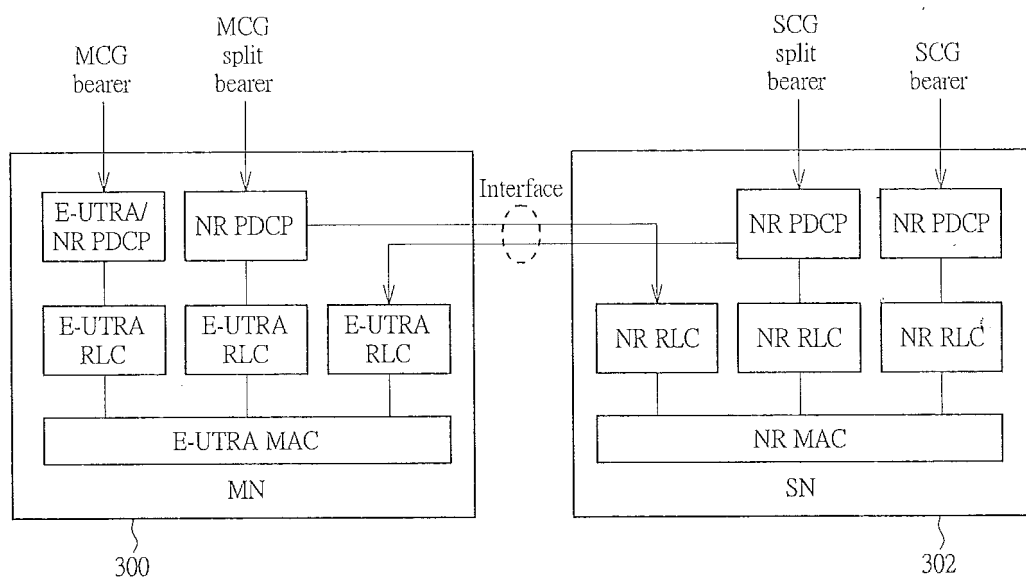 MCG
bearer
MCG
split
bearer
SCG
split
bearer
SCG
bearer
Interface
E-UTRA/
NR PDCP
NR PDCP
NR PDCP
NR PDCP
E-UTRA
RLC
E-UTRA
RLC
E-UTRA
RLC
NR RLC
NR RLC
NR RLC
E-UTRA MAC
NR MAC
MN
SN
300
302